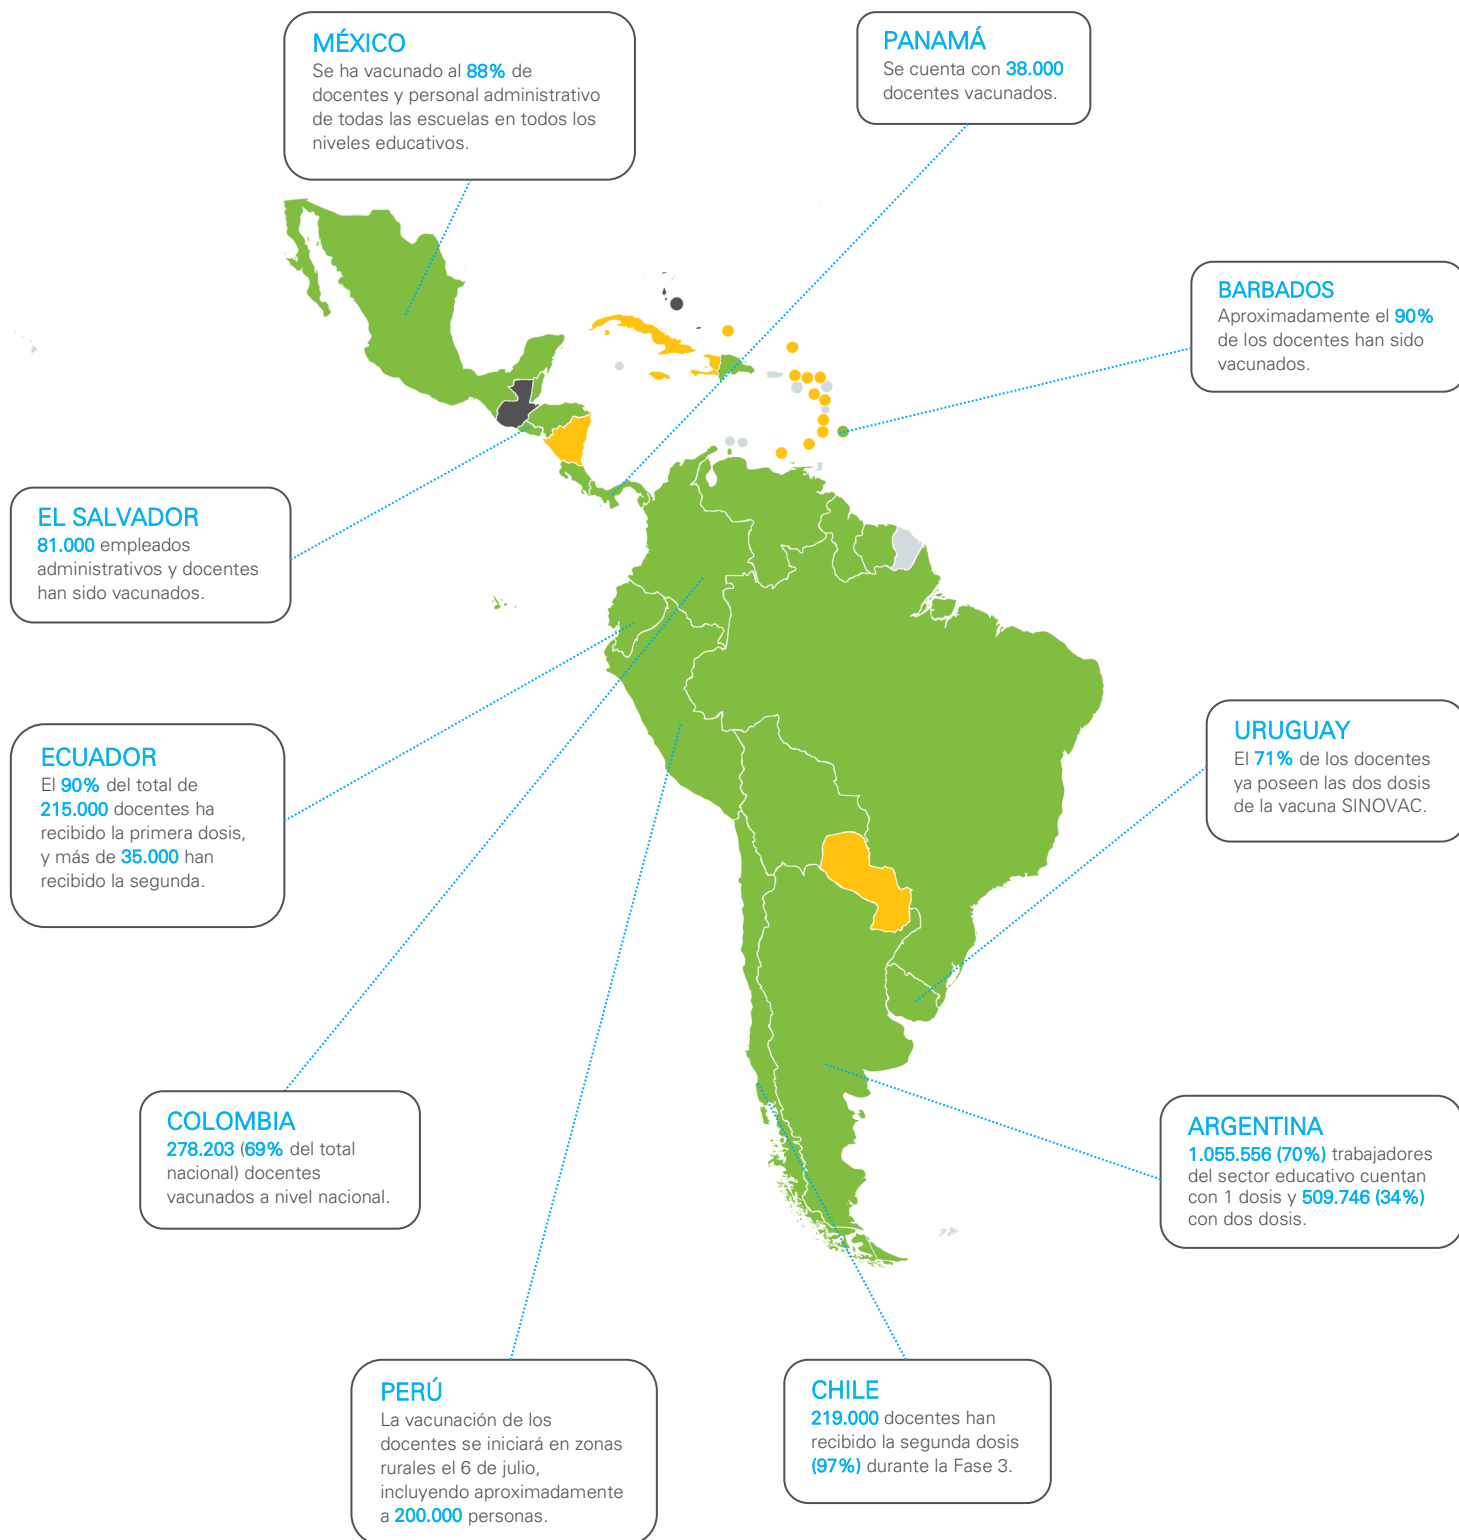 MÉXICO
Se ha vacunado al 88% de
docentes y personal administrativo
de todas las escuelas en todos los
niveles educativos.
PANAMÁ
Se cuenta con 38.000
docentes vacunados.
BARBADOS
Aproximadamente el 90%
de los docentes han sido
vacunados.
EL SALVADOR
81.000 empleados
administrativos y docentes
han sido vacunados.
ECUADOR
El 90% del total de
215.000 docentes ha
recibido la primera dosis,
y más de 35.000 han
recibido la segunda.
URUGUAY
El 71% de los docentes
ya poseen las dos dosis
de la vacuna SINOVAC.
COLOMBIA
278.203 (69% del total
nacional) docentes
vacunados a nivel nacional.
ARGENTINA
1.055.556 (70%) trabajadores
del sector educativo cuentan
con 1 dosis y 509.746 (34%)
con dos dosis.
PERÚ
La vacunación de los
docentes se iniciará en zonas
rurales el 6 de julio,
incluyendo aproximadamente
a 200.000 personas.
CHILE
219.000 docentes han
recibido la segunda dosis
(97%) durante la Fase 3.